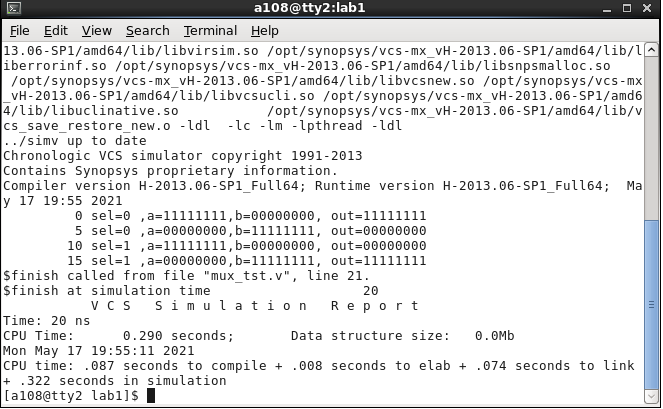 a108@tty2:lab1
File Edit View Search Terminal Help
13.06-SP1/amd64/lib/libvirsim.so /opt/synopsys/vcs-mx_vH-2013.06-SP1/amd64/lib/l
iberrorinf.so /opt/synopsys/vcs-mx_vH-2013.06-SP1/amd64/lib/libsnpsmalloc.so
 /opt/synopsys/vcs-mx_vH-2013.06-SP1/amd64/lib/libvcsnew.so /opt/synopsys/vcs-mx
_vH-2013.06-SP1/amd64/lib/libvcsucli.so /opt/synopsys/vcs-mx_vH-2013.06-SP1/amd6
4/lib/libuclinative.so          /opt/synopsys/vcs-mx_vH-2013.06-SP1/amd64/lib/v
cs_save_restore_new.o -ldl  -lc -lm -lpthread -ldl
../simv up to date
Chronologic VCS simulator copyright 1991-2013
Contains Synopsys proprietary information.
Compiler version H-2013.06-SP1_Full64; Runtime version H-2013.06-SP1_Full64;  Ma
y 17 19:55 2021
         0 sel=0 ,a=11111111,b=00000000, out=11111111
         5 sel=0 ,a=00000000,b=11111111, out=00000000
        10 sel=1 ,a=11111111,b=00000000, out=00000000
        15 sel=1 ,a=00000000,b=11111111, out=11111111
$finish called from file "mux_tst.v", line 21.
$finish at simulation time                   20
           V C S   S i m u l a t i o n   R e p o r t
Time: 20 ns
CPU Time:      0.290 seconds;       Data structure size:   0.0Mb
Mon May 17 19:55:11 2021
CPU time: .087 seconds to compile + .008 seconds to elab + .074 seconds to link
+ .322 seconds in simulation
[a108@tty2 lab1]$